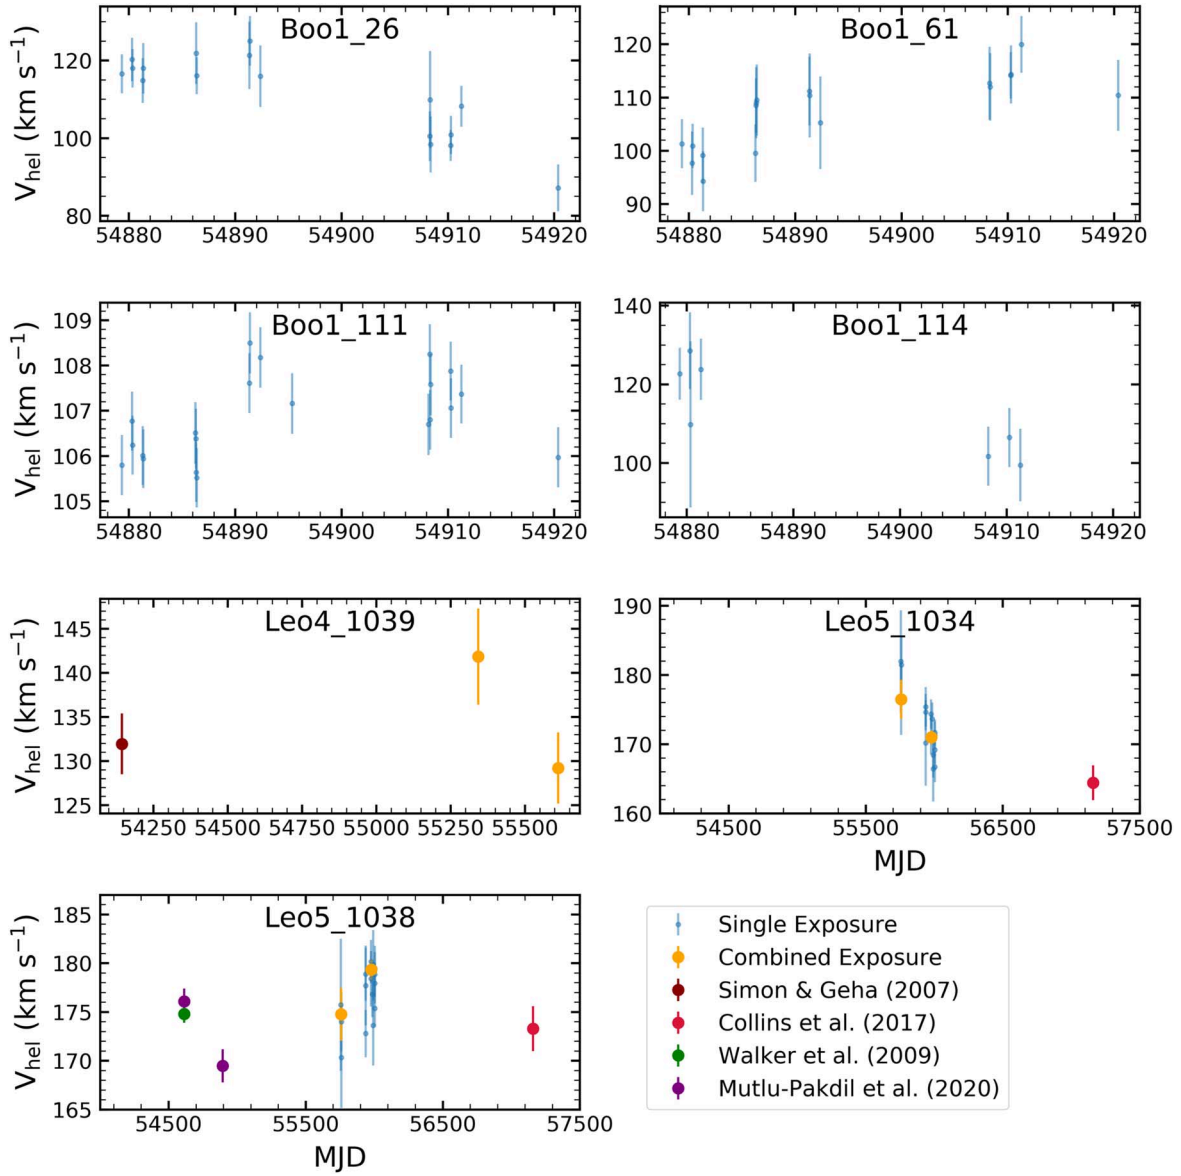 Boo1_26
V_hel (km s⁻¹)
120
100
80
54880 54890 54900 54910 54920
Boo1_61
120
110
100
90
54880 54890 54900 54910 54920
Boo1_111
V_hel (km s⁻¹)
109
108
107
106
105
54880 54890 54900 54910 54920
Boo1_114
140
120
100
54880 54890 54900 54910 54920
Leo4_1039
V_hel (km s⁻¹)
145
140
135
130
125
54250 54500 54750 55000 55250 55500
Leo5_1034
190
180
170
160
54500 55500 56500 57500
MJD
Leo5_1038
V_hel (km s⁻¹)
185
180
175
170
165
54500 55500 56500 57500
MJD
Single Exposure
Combined Exposure
Simon & Geha (2007)
Collins et al. (2017)
Walker et al. (2009)
Mutlu-Pakdil et al. (2020)